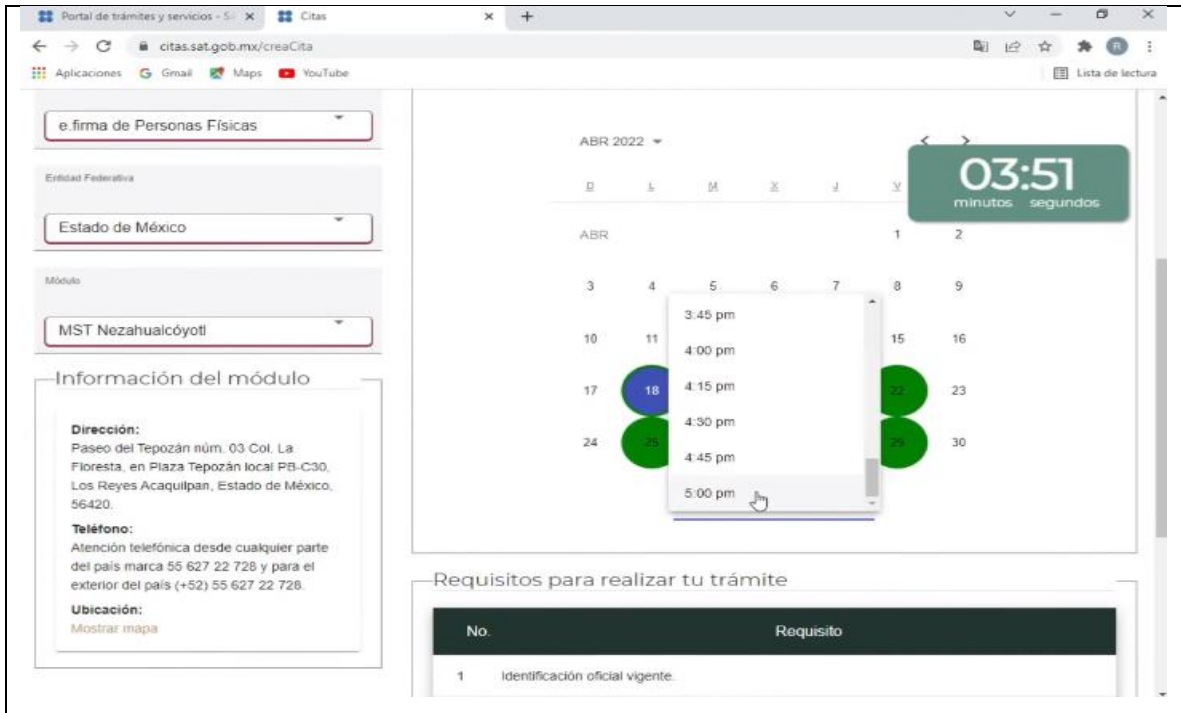 Portal de trámites y servicios - S
Citas
citas.sat.gob.mx/creaCita
R
Aplicaciones
Gmail
Maps
YouTube
Lista de lectura
e.firma de Personas Físicas
Entidad Federativa
Estado de México
Módulo
MST Nezahualcóyotl
Información del módulo
Dirección:
Paseo del Tepozán núm. 03 Col. La
Floresta, en Plaza Tepozán local PB-C30,
Los Reyes Acaquilpan, Estado de México,
56420.
Teléfono:
Atención telefónica desde cualquier parte
del país marca 55 627 22 728 y para el
exterior del país (+52) 55 627 22 728.
Ubicación:
Mostrar mapa
ABR 2022
03:51
minutos segundos
D L M X J V
ABR 1 2
3 4 5 6 7 8 9
10 11 15 16
17 18 22 23
24 25 29 30
3:45 pm
4:00 pm
4:15 pm
4:30 pm
4:45 pm
5:00 pm
Requisitos para realizar tu trámite
No. Requisito
1 Identificación oficial vigente.